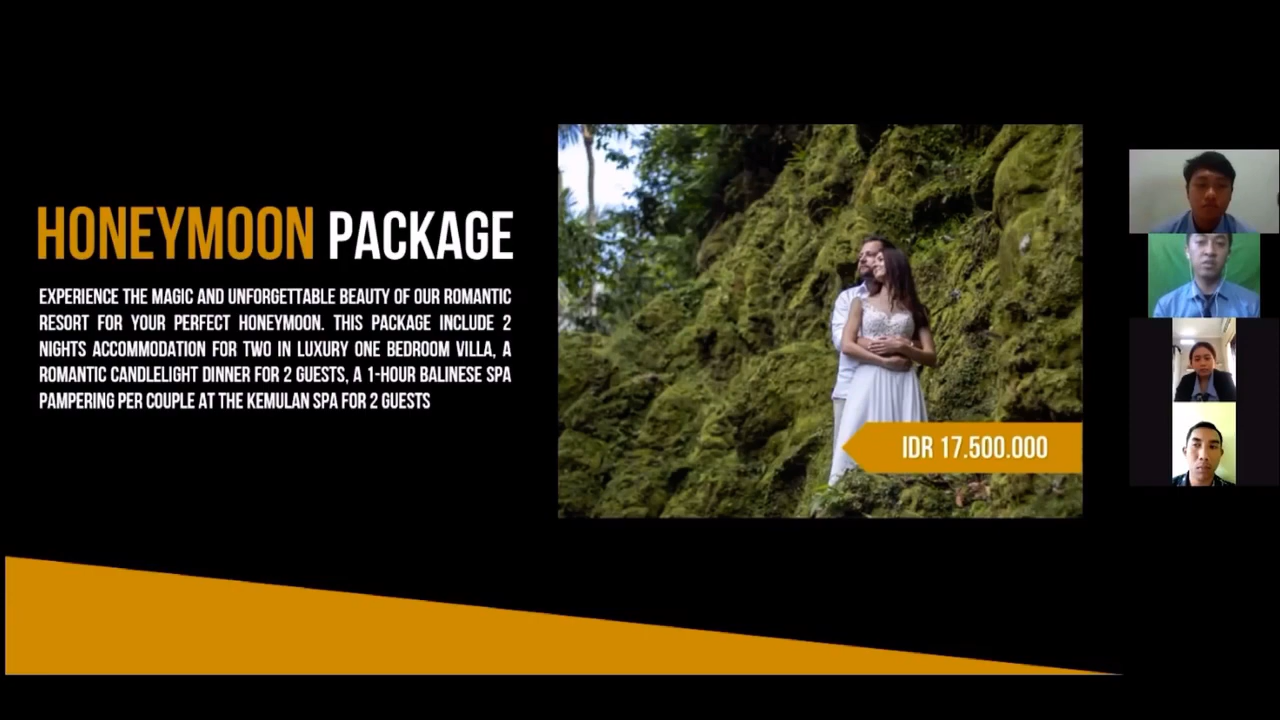 HONEYMOON PACKAGE
EXPERIENCE THE MAGIC AND UNFORGETTABLE BEAUTY OF OUR ROMANTIC
RESORT FOR YOUR PERFECT HONEYMOON. THIS PACKAGE INCLUDE 2
NIGHTS ACCOMMODATION FOR TWO IN LUXURY ONE BEDROOM VILLA, A
ROMANTIC CANDLELIGHT DINNER FOR 2 GUESTS, A 1-HOUR BALINESE SPA
PAMPERING PER COUPLE AT THE KEMULAN SPA FOR 2 GUESTS
IDR 17.500.000